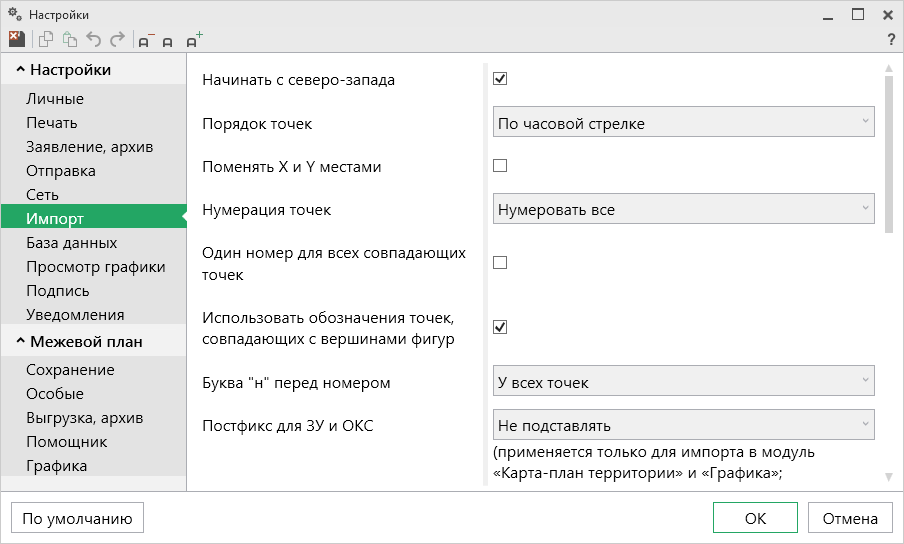 Настройки
?
Настройки
Личные
Печать
Заявление, архив
Отправка
Сеть
Импорт
База данных
Просмотр графики
Подпись
Уведомления
Межевой план
Сохранение
Особые
Выгрузка, архив
Помощник
Графика
Начинать с северо-запада
Порядок точек
По часовой стрелке
Поменять X и Y местами
Нумерация точек
Нумеровать все
Один номер для всех совпадающих
точек
Использовать обозначения точек,
совпадающих с вершинами фигур
Буква "н" перед номером
У всех точек
Постфикс для ЗУ и ОКС
Не подставлять
(применяется только для импорта в модуль
«Карта-план территории» и «Графика»;
По умолчанию
ОК
Отмена